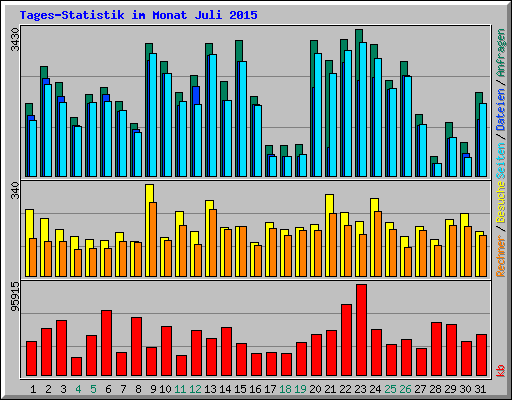 Tages-Statistik im Monat Juli 2015
3430
340
95915
Rechner / Besuche Seiten / Dateien / Anfragen
kb
1 2 3 4 5 6 7 8 9 10 11 12 13 14 15 16 17 18 19 20 21 22 23 24 25 26 27 28 29 30 31